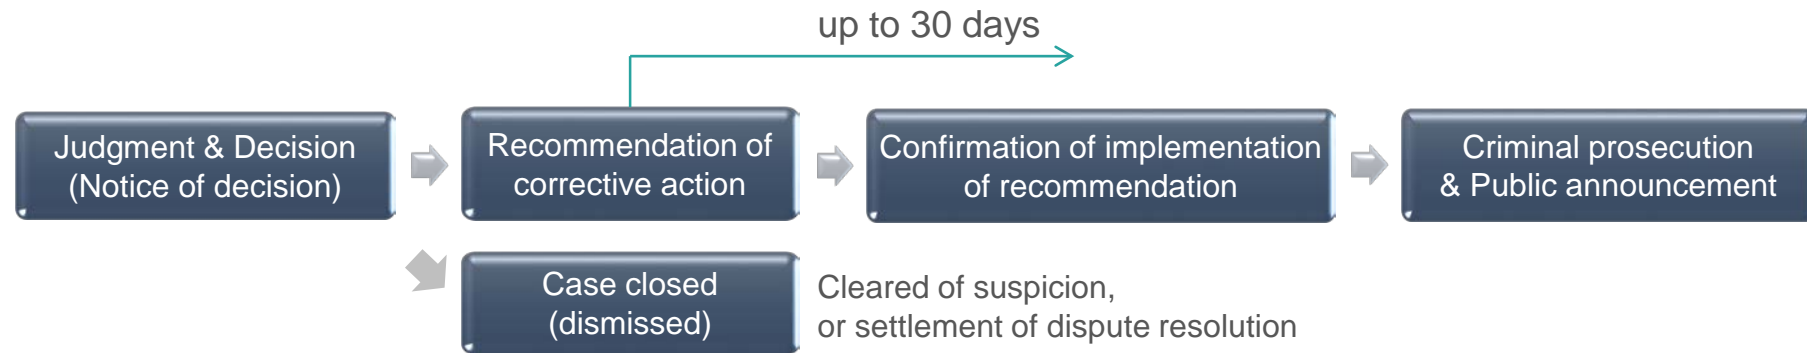 up to 30 days
Judgment & Decision
(Notice of decision)
Recommendation of
corrective action
Confirmation of implementation
of recommendation
Criminal prosecution
& Public announcement
Case closed
(dismissed)
Cleared of suspicion,
or settlement of dispute resolution